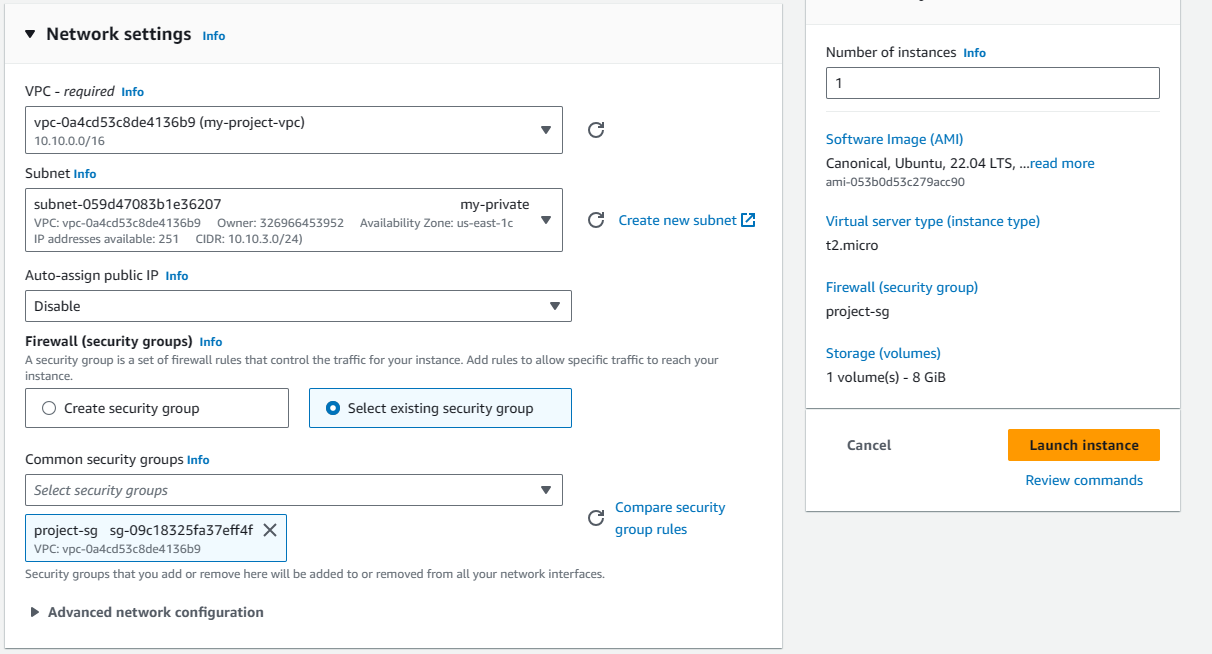 Network settings Info
VPC - required Info
vpc-0a4cd53c8de4136b9 (my-project-vpc)
10.10.0.0/16
Subnet Info
subnet-059d47083b1e36207 my-private
VPC: vpc-0a4cd53c8de4136b9 Owner: 326966453952 Availability Zone: us-east-1c
IP addresses available: 251 CIDR: 10.10.3.0/24)
Create new subnet
Auto-assign public IP Info
Disable
Firewall (security groups) Info
A security group is a set of firewall rules that control the traffic for your instance. Add rules to allow specific traffic to reach your
instance.
Create security group
Select existing security group
Common security groups Info
Select security groups
project-sg sg-09c18325fa37eff4f
VPC: vpc-0a4cd53c8de4136b9
Compare security
group rules
Security groups that you add or remove here will be added to or removed from all your network interfaces.
Advanced network configuration
Number of instances Info
1
Software Image (AMI)
Canonical, Ubuntu, 22.04 LTS, ...read more
ami-053b0d53c279acc90
Virtual server type (instance type)
t2.micro
Firewall (security group)
project-sg
Storage (volumes)
1 volume(s) - 8 GiB
Cancel
Launch instance
Review commands